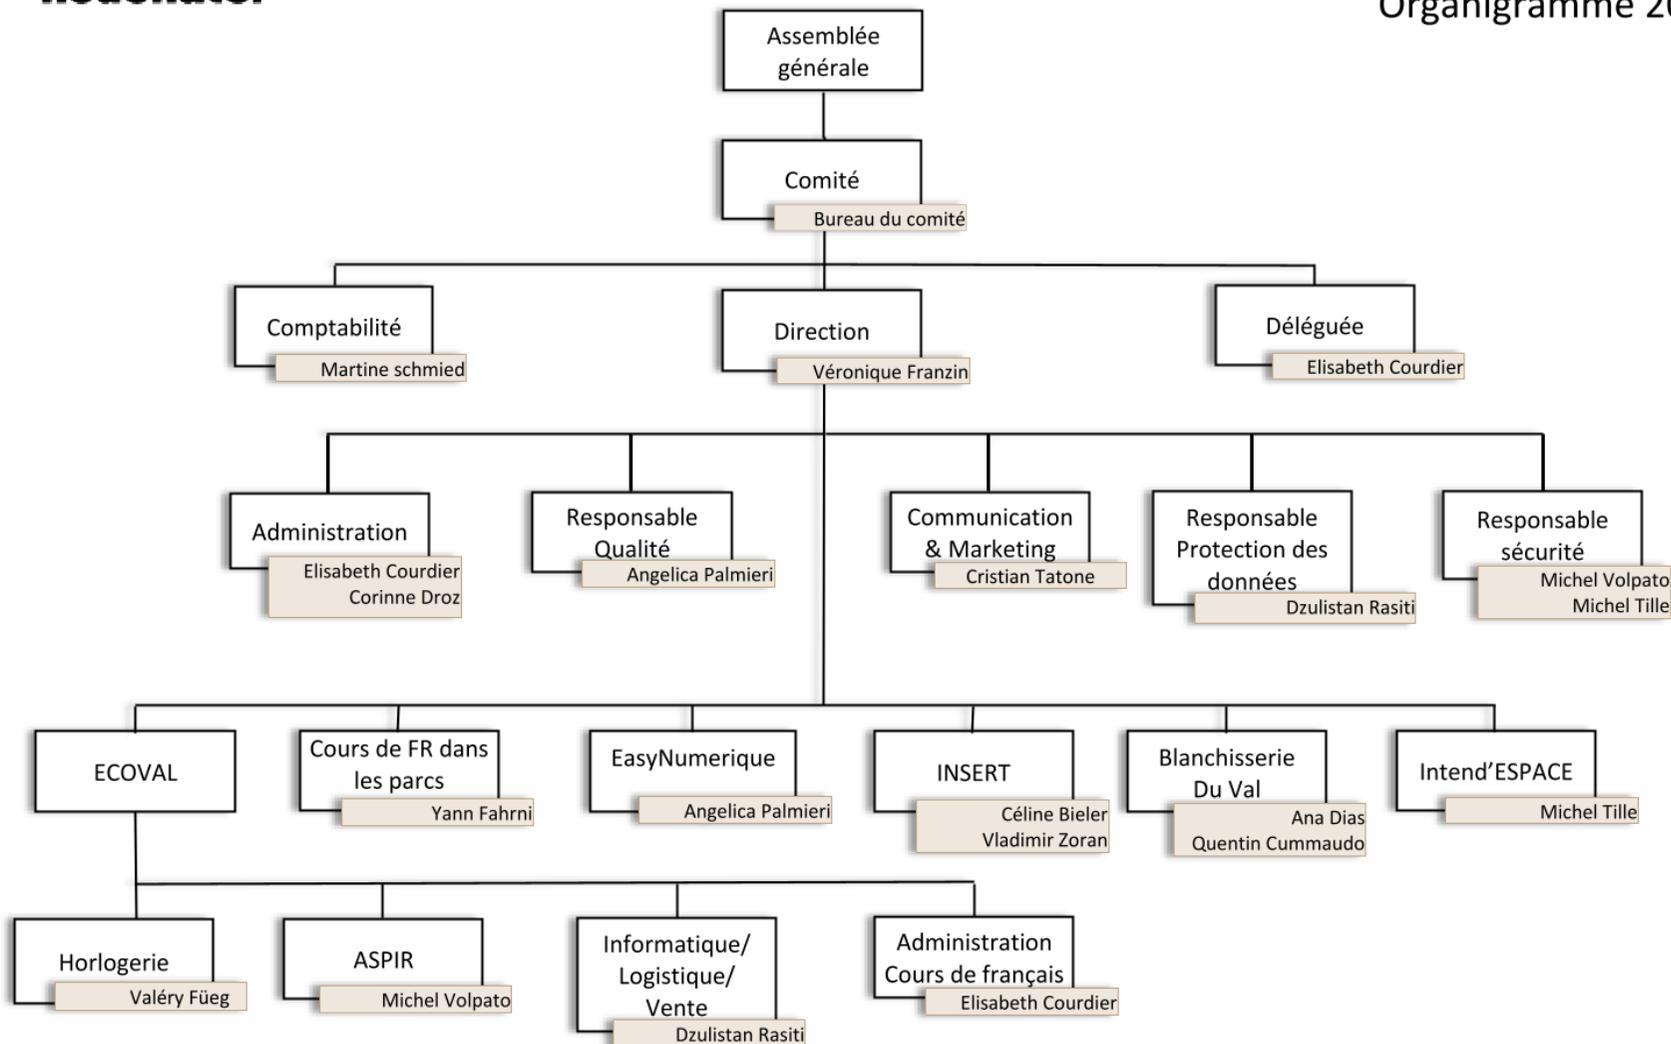 Organigramme 20
Assemblée
générale
Comité
Bureau du comité
Comptabilité
Martine schmied
Direction
Véronique Franzin
Déléguée
Elisabeth Courdier
Administration
Elisabeth Courdier
Corinne Droz
Responsable
Qualité
Angelica Palmieri
Communication
& Marketing
Cristian Tatone
Responsable
Protection des
données
Dzulistan Rasiti
Responsable
sécurité
Michel Volpato
Michel Tille
ECOVAL
Cours de FR dans
les parcs
Yann Fahrni
EasyNumerique
Angelica Palmieri
INSERT
Céline Bieler
Vladimir Zoran
Blanchisserie
Du Val
Ana Dias
Quentin Cummaudo
Intend’ESPACE
Michel Tille
Horlogerie
Valéry Füeg
ASPIR
Michel Volpato
Informatique/
Logistique/
Vente
Dzulistan Rasiti
Administration
Cours de français
Elisabeth Courdier